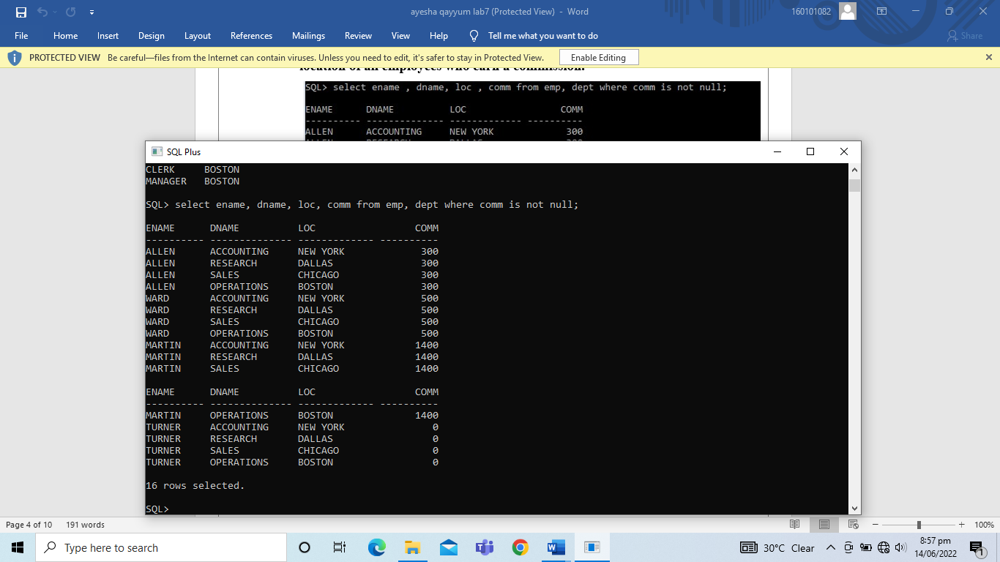 ayesha qayyum lab7 (Protected View) - Word
160101082
File Home Insert Design Layout References Mailings Review View Help Tell me what you want to do Share
PROTECTED VIEW Be careful—files from the Internet can contain viruses. Unless you need to edit, it's safer to stay in Protected View. Enable Editing
location of all employees who earn a commission.
SQL> select ename , dname, loc , comm from emp, dept where comm is not null;
ENAME DNAME LOC COMM
---------- -------------- ------------- ----------
ALLEN ACCOUNTING NEW YORK 300
SQL Plus
CLERK BOSTON
MANAGER BOSTON
SQL> select ename, dname, loc, comm from emp, dept where comm is not null;
ENAME DNAME LOC COMM
---------- -------------- ------------- ----------
ALLEN ACCOUNTING NEW YORK 300
ALLEN RESEARCH DALLAS 300
ALLEN SALES CHICAGO 300
ALLEN OPERATIONS BOSTON 300
WARD ACCOUNTING NEW YORK 500
WARD RESEARCH DALLAS 500
WARD SALES CHICAGO 500
WARD OPERATIONS BOSTON 500
MARTIN ACCOUNTING NEW YORK 1400
MARTIN RESEARCH DALLAS 1400
MARTIN SALES CHICAGO 1400
ENAME DNAME LOC COMM
---------- -------------- ------------- ----------
MARTIN OPERATIONS BOSTON 1400
TURNER ACCOUNTING NEW YORK 0
TURNER RESEARCH DALLAS 0
TURNER SALES CHICAGO 0
TURNER OPERATIONS BOSTON 0
16 rows selected.
SQL>
Page 4 of 10 191 words
100%
Type here to search
30°C Clear
8:57 pm
14/06/2022
1